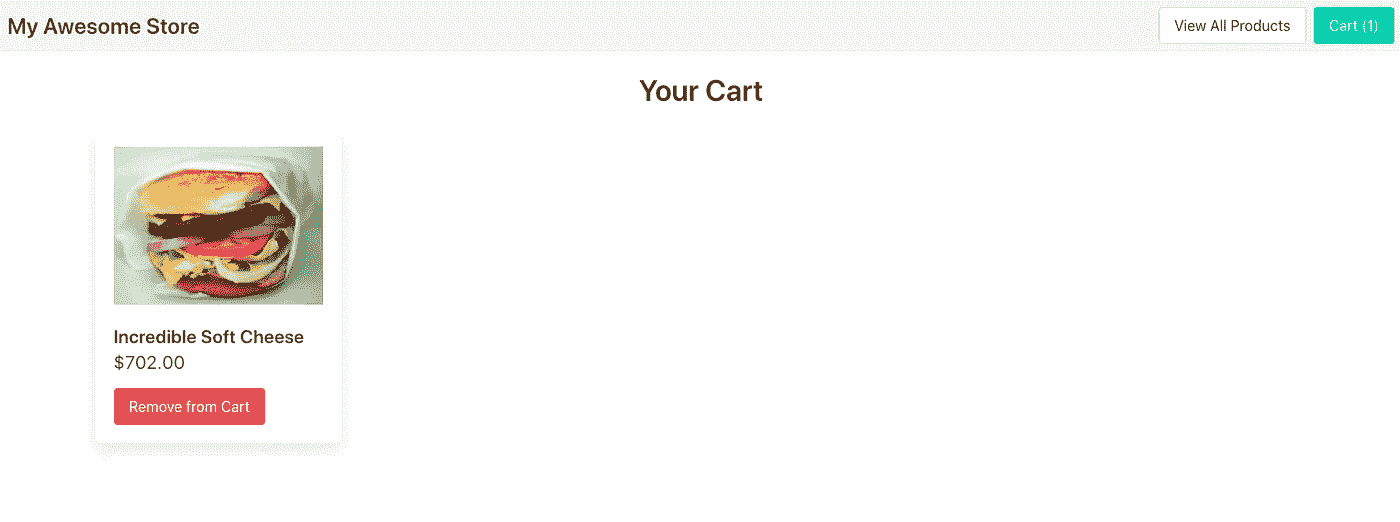 My Awesome Store
View All Products
Cart (1)
Your Cart
Incredible Soft Cheese
$702.00
Remove from Cart